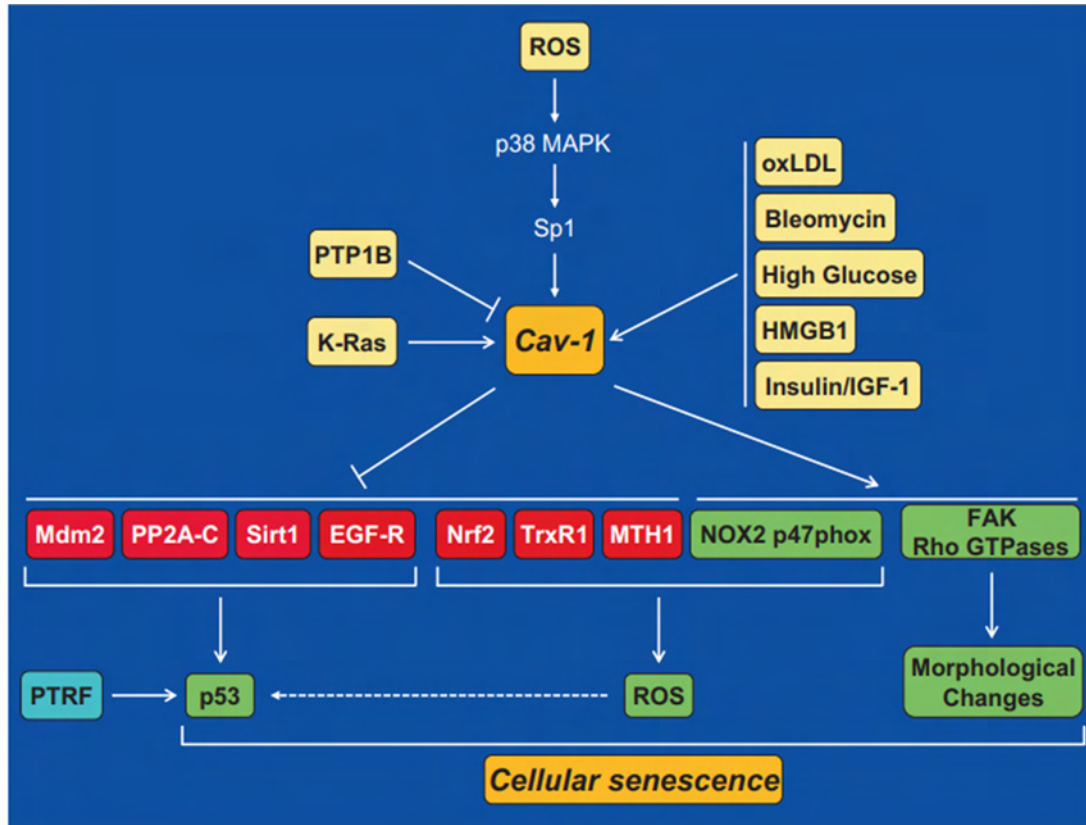 ROS
p38 MAPK
Sp1
PTP1B
K-Ras
Cav-1
oxLDL
Bleomycin
High Glucose
HMGB1
Insulin/IGF-1
Mdm2
PP2A-C
Sirt1
EGF-R
Nrf2
TrxR1
MTH1
NOX2 p47phox
FAK
Rho GTPases
PTRF
p53
ROS
Morphological
Changes
Cellular senescence